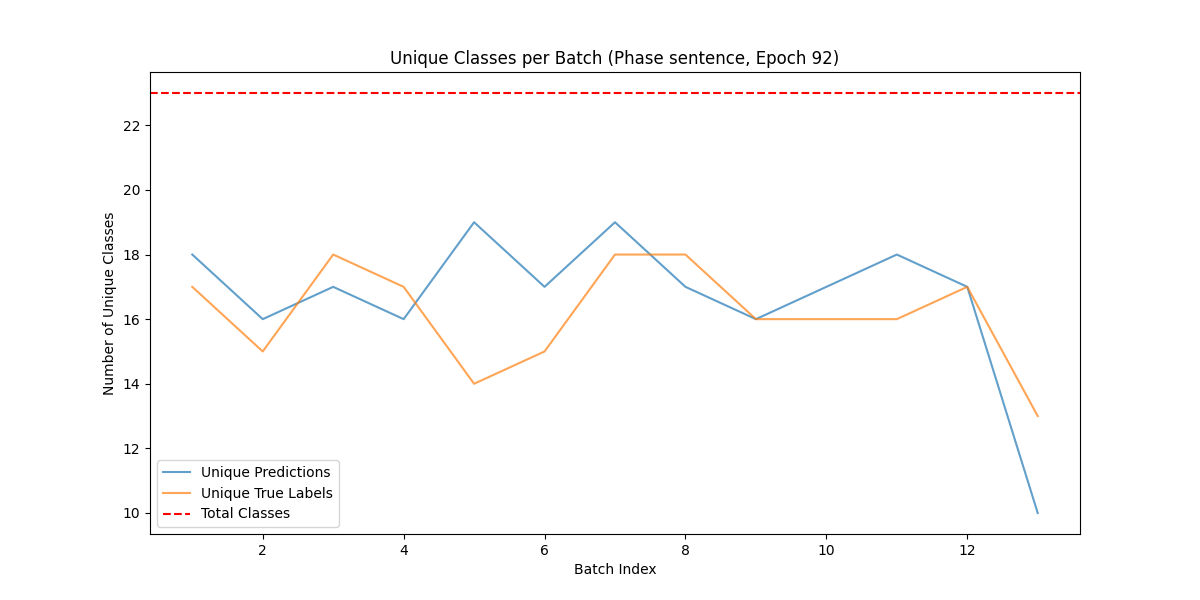 Unique Classes per Batch (Phase sentence, Epoch 92)
Number of Unique Classes
22
20
18
16
14
12
10
Unique Predictions
Unique True Labels
Total Classes
2 4 6 8 10 12
Batch Index